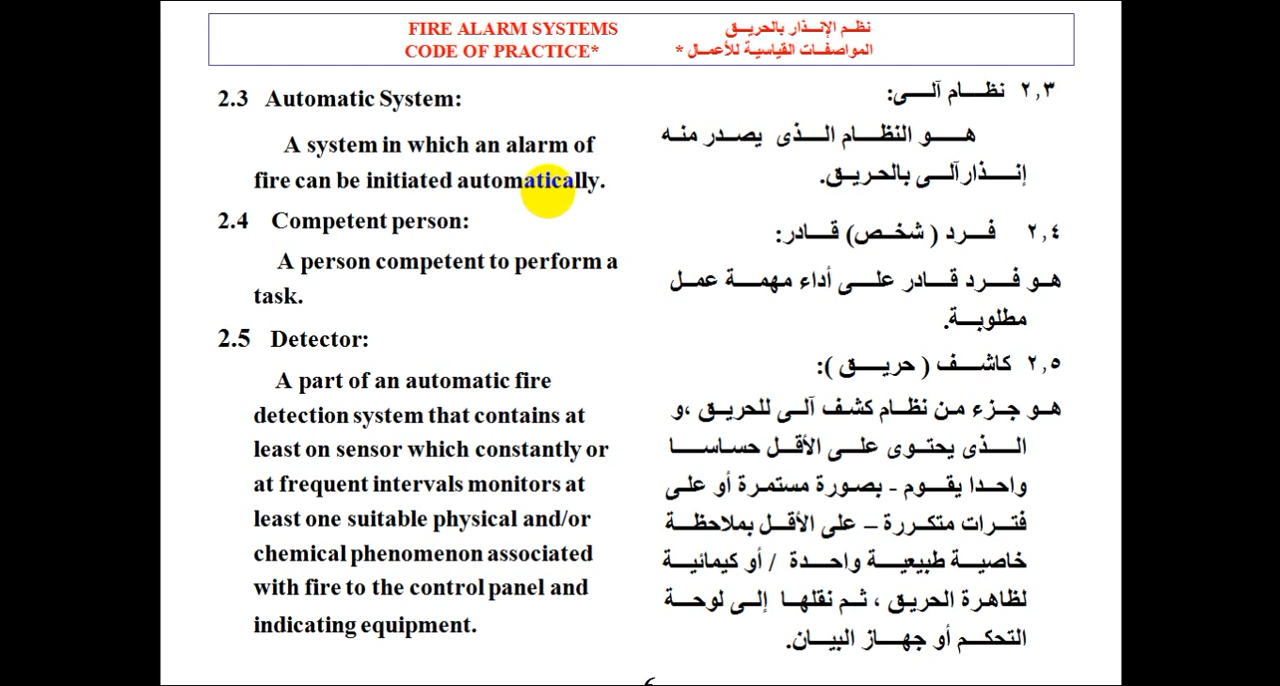 FIRE ALARM SYSTEMS
CODE OF PRACTICE*
نظم الإنذار بالحريق
المواصفات القياسية للأعمال *
2.3 Automatic System:
A system in which an alarm of
fire can be initiated automatically.
2.4 Competent person:
A person competent to perform a
task.
2.5 Detector:
A part of an automatic fire
detection system that contains at
least on sensor which constantly or
at frequent intervals monitors at
least one suitable physical and/or
chemical phenomenon associated
with fire to the control panel and
indicating equipment.
٢,٣ نظام آلى:
هو النظام الذى يصدر منه
إنذار آلى بالحريق.
٢,٤ فرد ( شخص) قادر:
هو فرد قادر على أداء مهمة عمل
مطلوبة.
٢,٥ كاشف ( حريق ):
هو جزء من نظام كشف آلى للحريق ،و
الذى يحتوى على الأقل حساسا
واحدا يقوم - بصورة مستمرة أو على
فترات متكررة – على الأقل بملاحظة
خاصية طبيعية واحدة / أو كيمائية
لظاهرة الحريق ، ثم نقلها إلى لوحة
التحكم أو جهاز البيان.